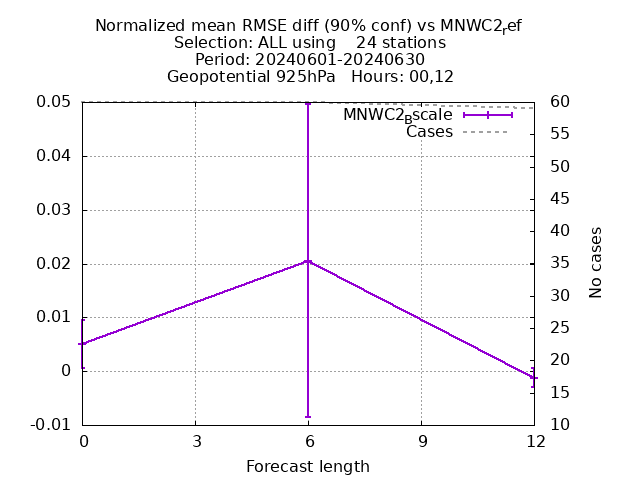 Normalized mean RMSE diff (90% conf) vs MNWC2ref
Selection: ALL using 24 stations
Period: 20240601-20240630
Geopotential 925hPa Hours: 00,12
0.05
0.04
0.03
0.02
0.01
0
-0.01
60
55
50
45
40
35
30
25
20
15
10
MNWC2Bscale
Cases
No cases
0
3
6
9
12
Forecast length